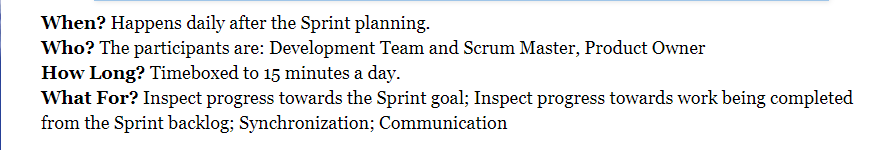 When? Happens daily after the Sprint planning.
Who? The participants are: Development Team and Scrum Master, Product Owner
How Long? Timeboxed to 15 minutes a day.
What For? Inspect progress towards the Sprint goal; Inspect progress towards work being completed
from the Sprint backlog; Synchronization; Communication